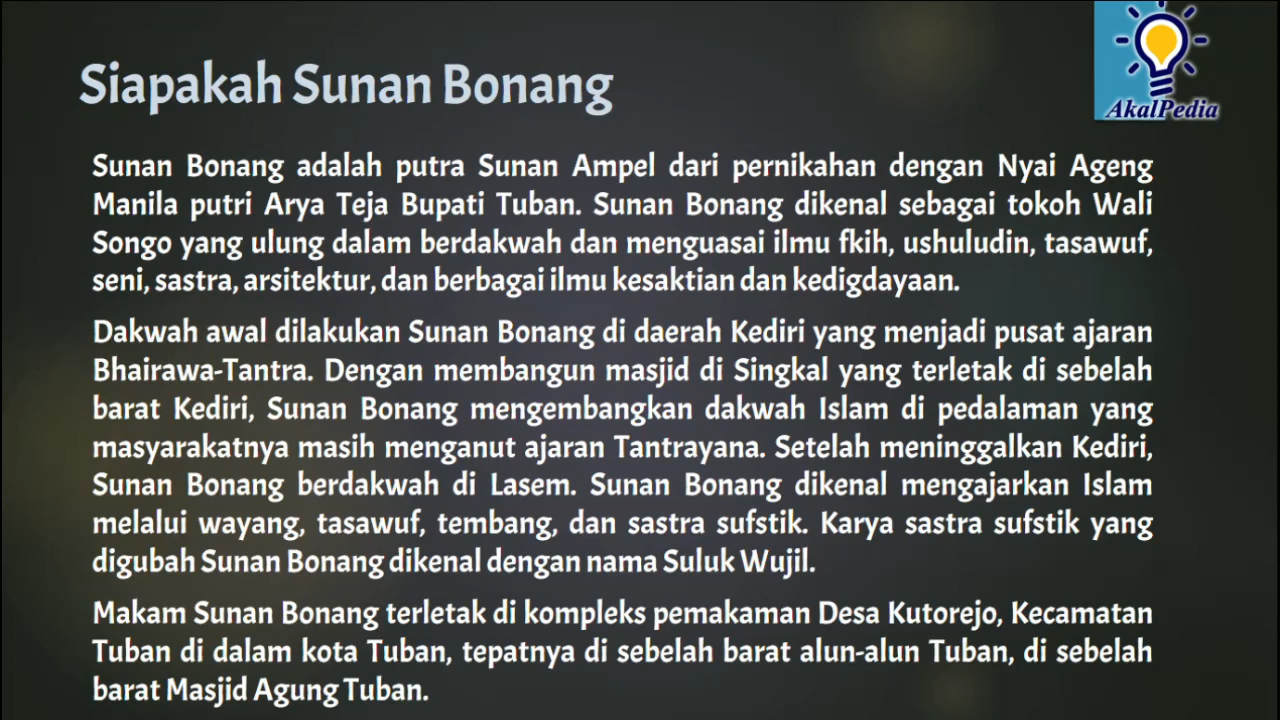 Siapakah Sunan Bonang
AkalPedia
Sunan Bonang adalah putra Sunan Ampel dari pernikahan dengan Nyai Ageng
Manila putri Arya Teja Bupati Tuban. Sunan Bonang dikenal sebagai tokoh Wali
Songo yang ulung dalam berdakwah dan menguasai ilmu fkih, ushuludin, tasawuf,
seni, sastra, arsitektur, dan berbagai ilmu kesaktian dan kedigdayaan.
Dakwah awal dilakukan Sunan Bonang di daerah Kediri yang menjadi pusat ajaran
Bhairawa-Tantra. Dengan membangun masjid di Singkal yang terletak di sebelah
barat Kediri, Sunan Bonang mengembangkan dakwah Islam di pedalaman yang
masyarakatnya masih menganut ajaran Tantrayana. Setelah meninggalkan Kediri,
Sunan Bonang berdakwah di Lasem. Sunan Bonang dikenal mengajarkan Islam
melalui wayang, tasawuf, tembang, dan sastra sufstik. Karya sastra sufstik yang
digubah Sunan Bonang dikenal dengan nama Suluk Wujil.
Makam Sunan Bonang terletak di kompleks pemakaman Desa Kutorejo, Kecamatan
Tuban di dalam kota Tuban, tepatnya di sebelah barat alun-alun Tuban, di sebelah
barat Masjid Agung Tuban.